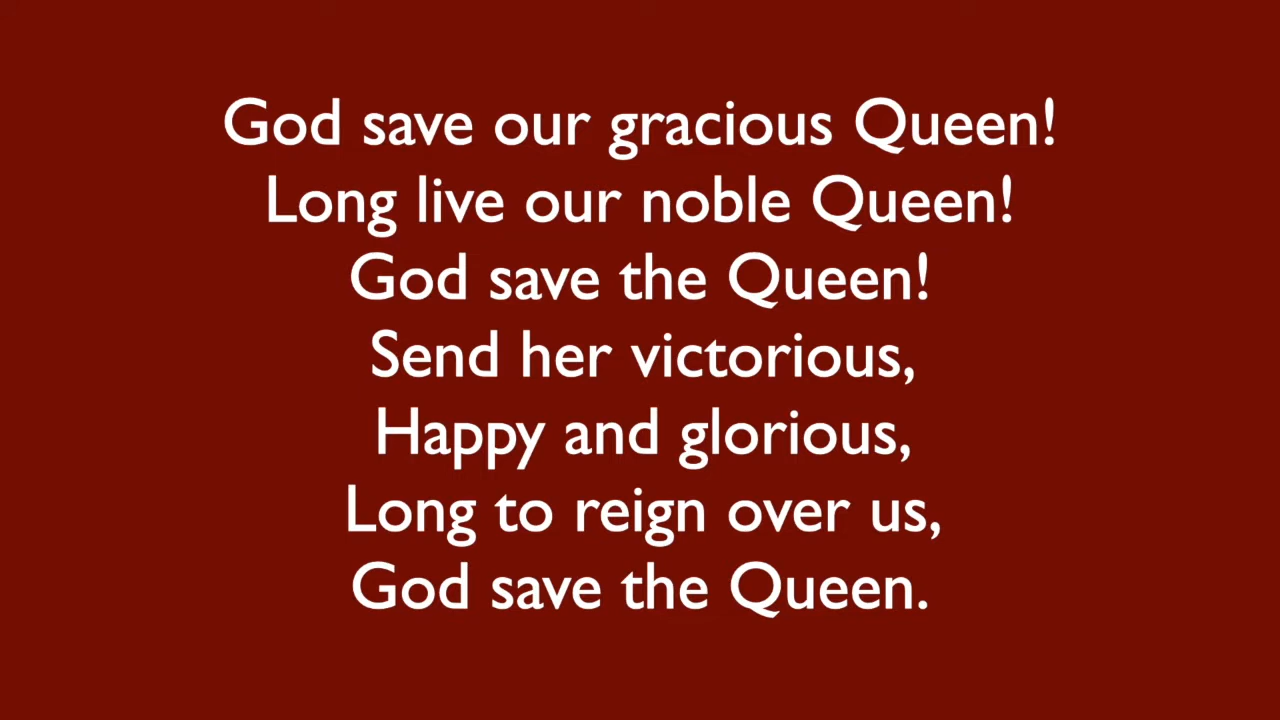 God save our gracious Queen!
Long live our noble Queen!
God save the Queen!
Send her victorious,
Happy and glorious,
Long to reign over us,
God save the Queen.